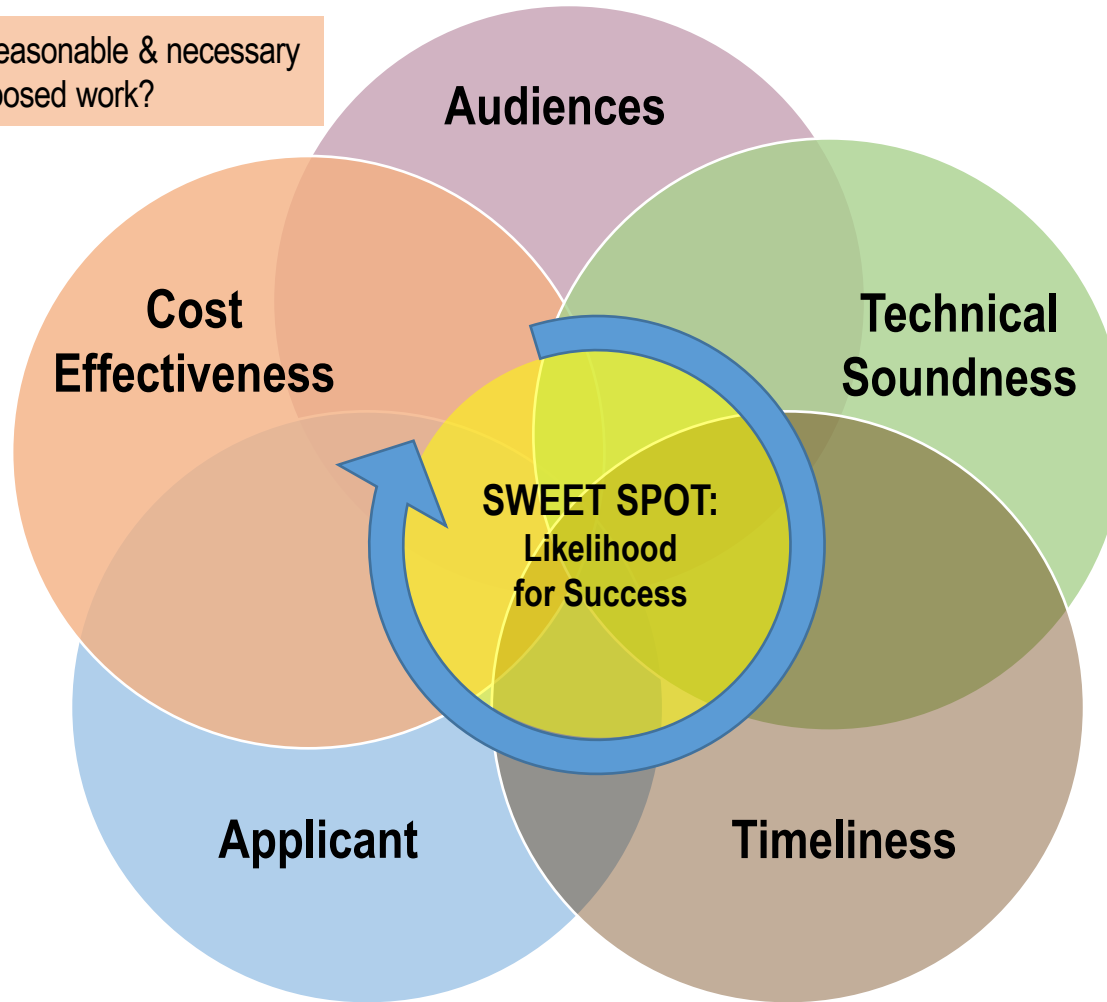 easonable & necessary
posed work?
Audiences
Cost
Effectiveness
Technical
Soundness
SWEET SPOT:
Likelihood
for Success
Applicant
Timeliness